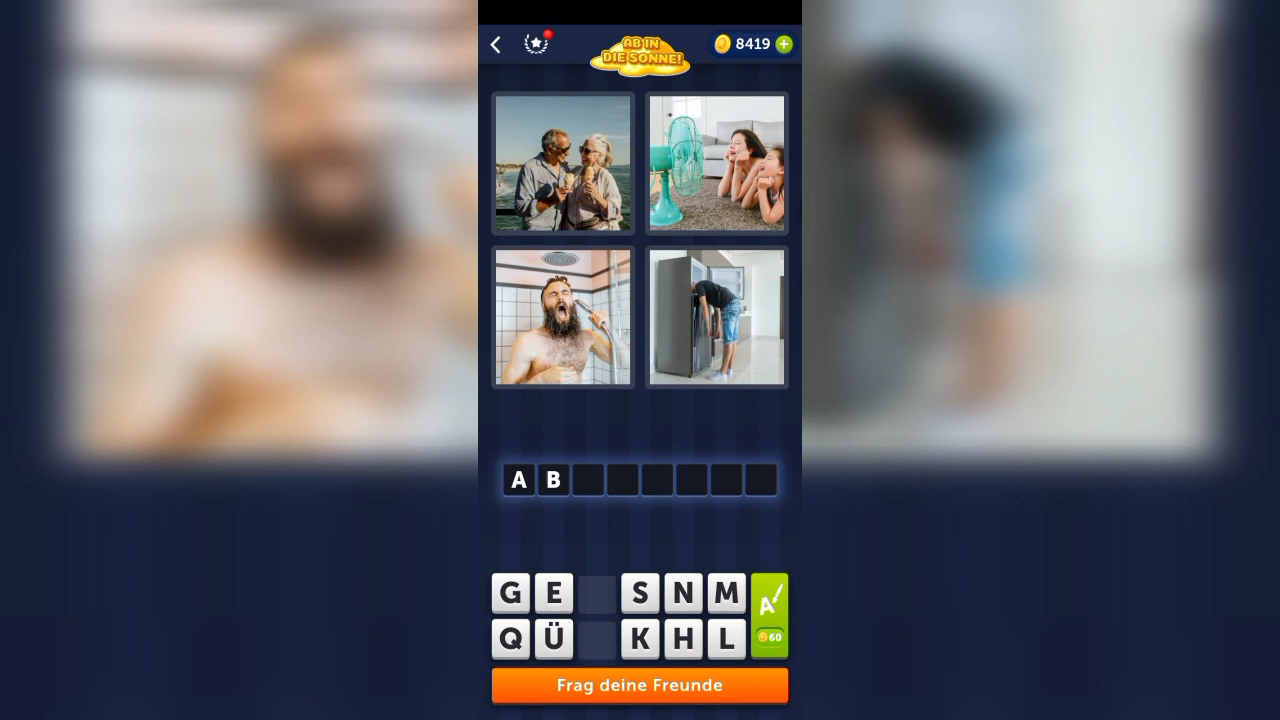 AB IN
DIE SONNE!
8419
A B
G E S N M
A
Q Ü K H L
60
Frag deine Freunde